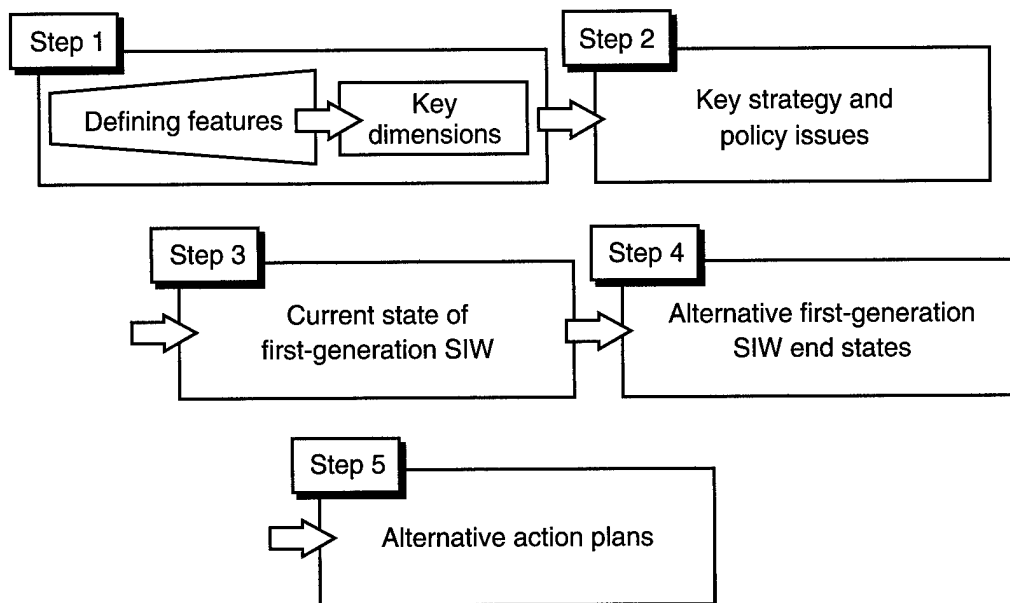 Step 1
Defining features
Key
dimensions
Step 2
Key strategy and
policy issues
Step 3
Current state of
first-generation SIW
Step 4
Alternative first-generation
SIW end states
Step 5
Alternative action plans